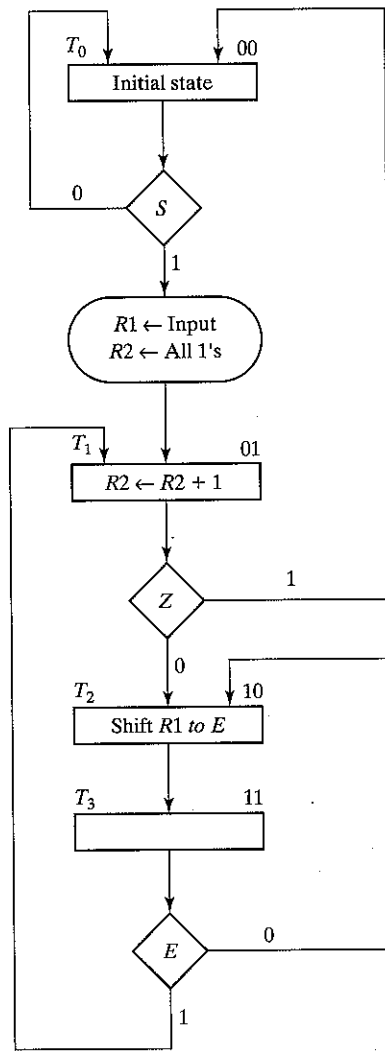 T₀ 00
Initial state
0
S
1
R1 ← Input
R2 ← All 1's
T₁ 01
R2 ← R2 + 1
1
Z
0
T₂ 10
Shift R1 to E
T₃ 11
0
E
1